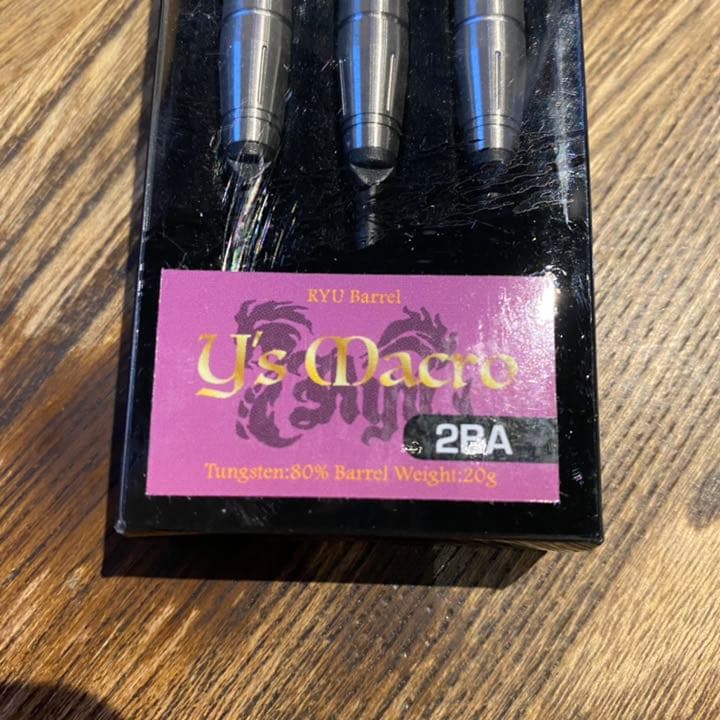 RYU Barrel
Y's Macro
2BA
Tungsten:80% Barrel Weight:20g